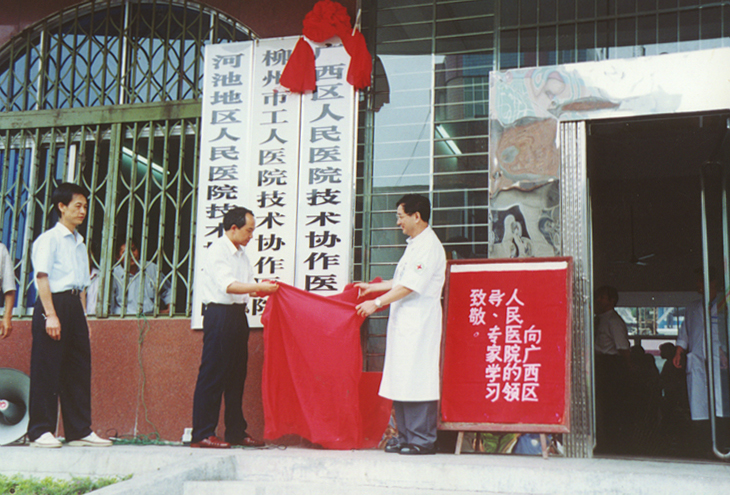 河池地区人民医院技术
柳州市工人医院技术协作医
广西区人民医院技术协作医
向广西区
人民医院的领
导、专家学习
致敬。